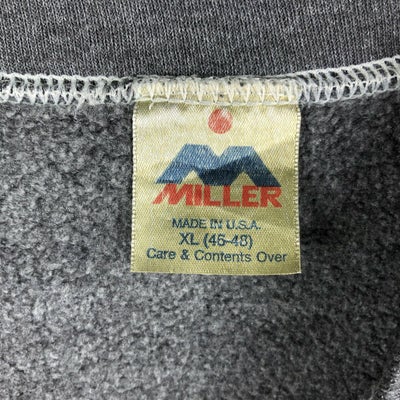 MILLER
MADE IN U.S.A.
XL (46-48)
Care & Contents Over